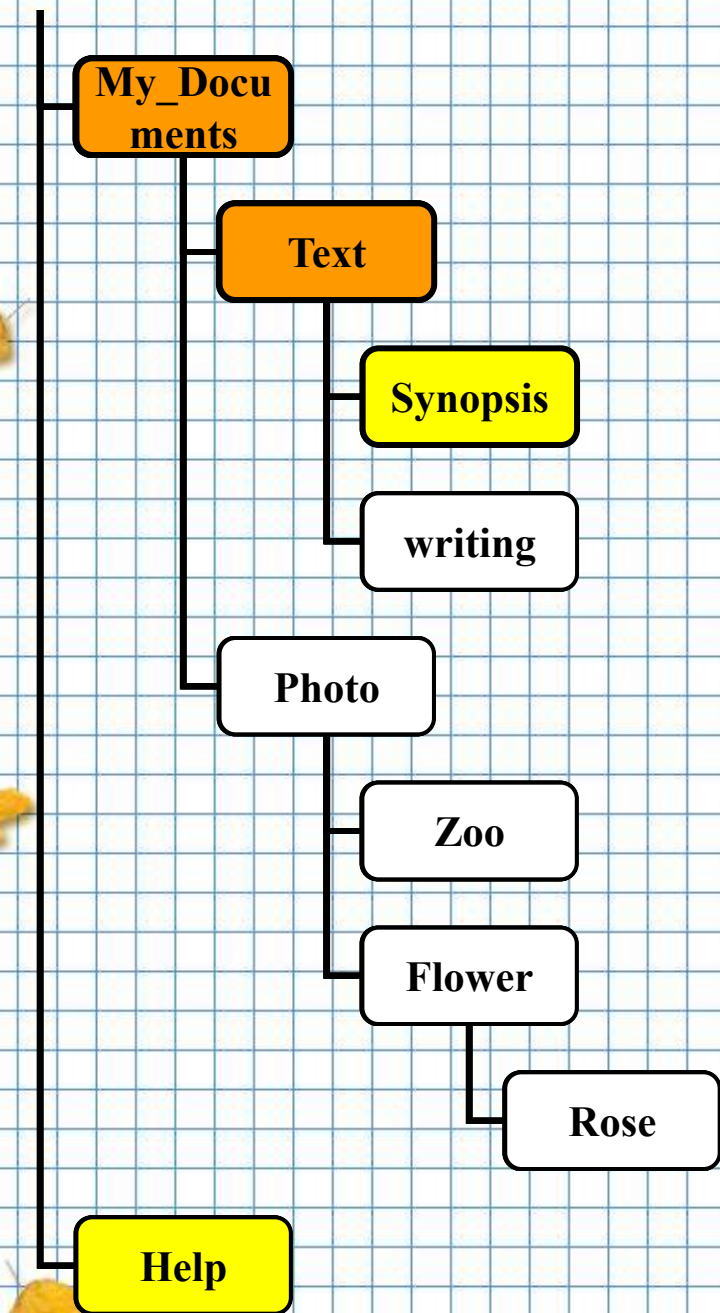 My_Docu
ments
Text
Synopsis
writing
Photo
Zoo
Flower
Rose
Help